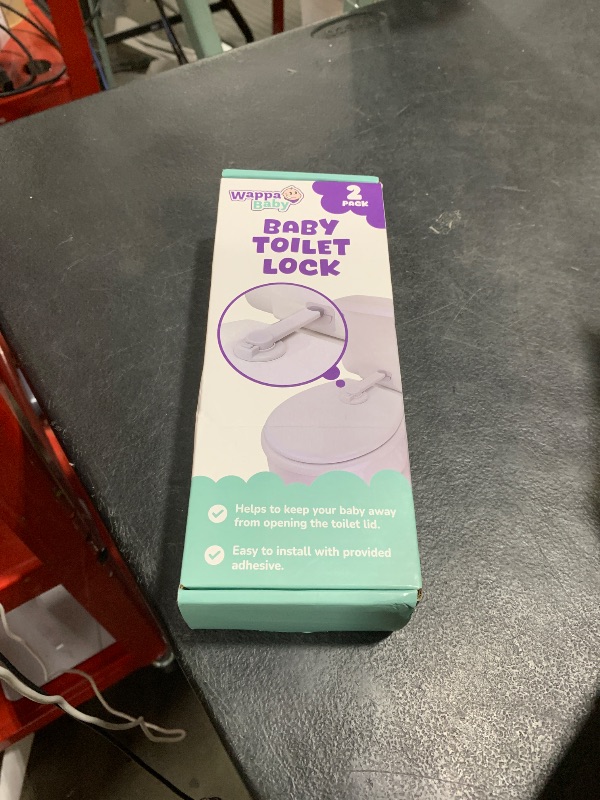 Wappa
Baby
2
PACK
BABY
TOILET
LOCK
Helps to keep your baby away
from opening the toilet lid.
Easy to install with provided
adhesive.